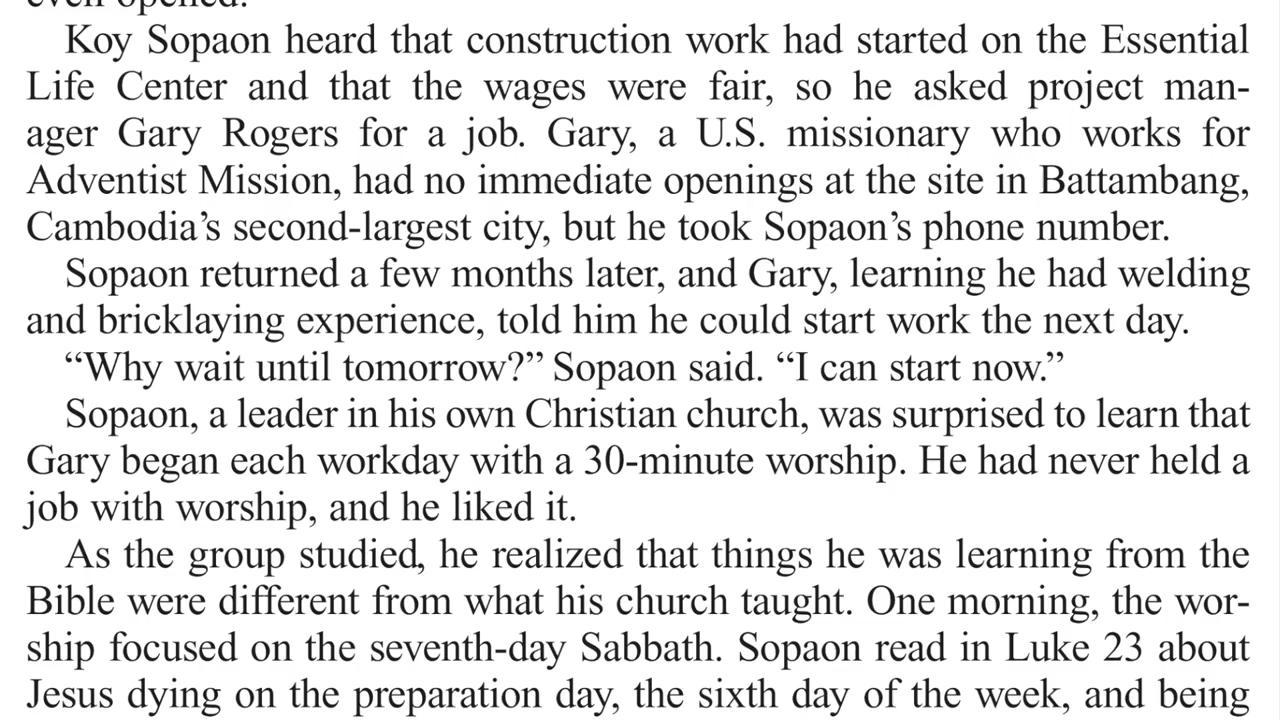 even opened.
Koy Sopaon heard that construction work had started on the Essential
Life Center and that the wages were fair, so he asked project man-
ager Gary Rogers for a job. Gary, a U.S. missionary who works for
Adventist Mission, had no immediate openings at the site in Battambang,
Cambodia’s second-largest city, but he took Sopaon’s phone number.
Sopaon returned a few months later, and Gary, learning he had welding
and bricklaying experience, told him he could start work the next day.
“Why wait until tomorrow?” Sopaon said. “I can start now.”
Sopaon, a leader in his own Christian church, was surprised to learn that
Gary began each workday with a 30-minute worship. He had never held a
job with worship, and he liked it.
As the group studied, he realized that things he was learning from the
Bible were different from what his church taught. One morning, the wor-
ship focused on the seventh-day Sabbath. Sopaon read in Luke 23 about
Jesus dying on the preparation day, the sixth day of the week, and being